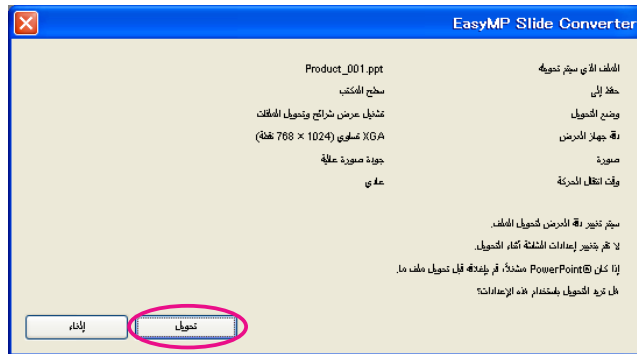 EasyMP Slide Converter
الملف الذي سيتم تحويله Product_001.ppt
حفظ إلى سطح المكتب
وضع التحويل تشغيل عرض شرائح وتحويل الملفات
دقة جهاز العرض XGA تساوي (1024 × 768 نقطة)
صورة جودة صورة عالية
وقت انتقال الحركة عادي
سيتم تغيير دقة العرض لتحويل الملف.
لا تقم بتغيير إعدادات الشاشة أثناء التحويل.
إذا كان PowerPoint® مشغلاً، قم بإغلاقه قبل تحويل ملف ما.
هل تريد التحويل باستخدام هذه الإعدادات؟
تحويل إلغاء